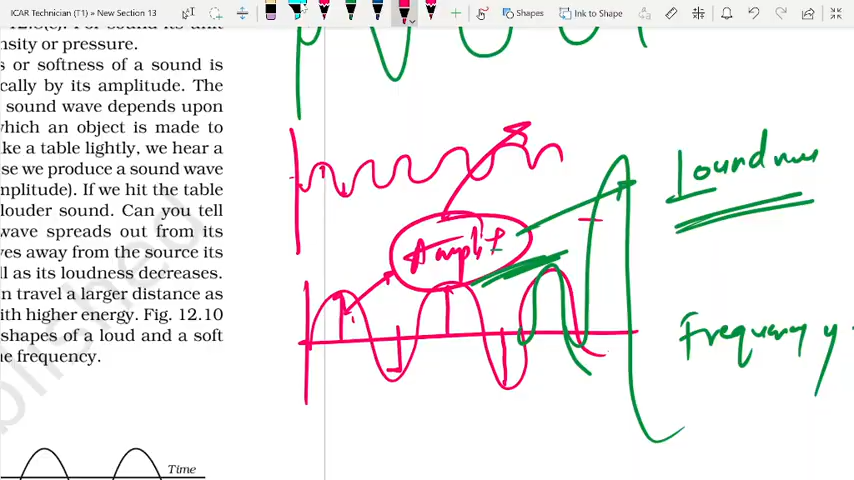 ICAR Technician (T1) » New Section 13
Shapes
Ink to Shape
nsity or pressure.
s or softness of a sound is
cally by its amplitude. The
sound wave depends upon
which an object is made to
ike a table lightly, we hear a
se we produce a sound wave
mplitude). If we hit the table
louder sound. Can you tell
wave spreads out from its
ves away from the source its
ll as its loudness decreases.
n travel a larger distance as
with higher energy. Fig. 12.10
shapes of a loud and a soft
ne frequency.
Loudness
Frequency
Time